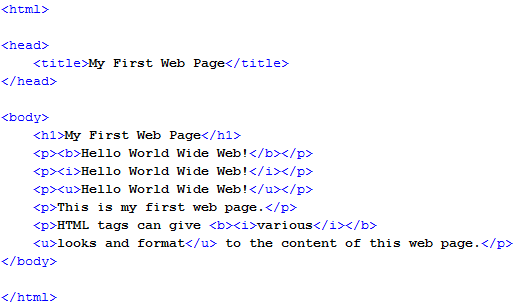 <html>
<head>
<title>My First Web Page</title>
</head>
<body>
<h1>My First Web Page</h1>
<p><b>Hello World Wide Web!</b></p>
<p><i>Hello World Wide Web!</i></p>
<p><u>Hello World Wide Web!</u></p>
<p>This is my first web page.</p>
<p>HTML tags can give <b><i>various</i></b>
<u>looks and format</u> to the content of this web page.</p>
</body>
</html>